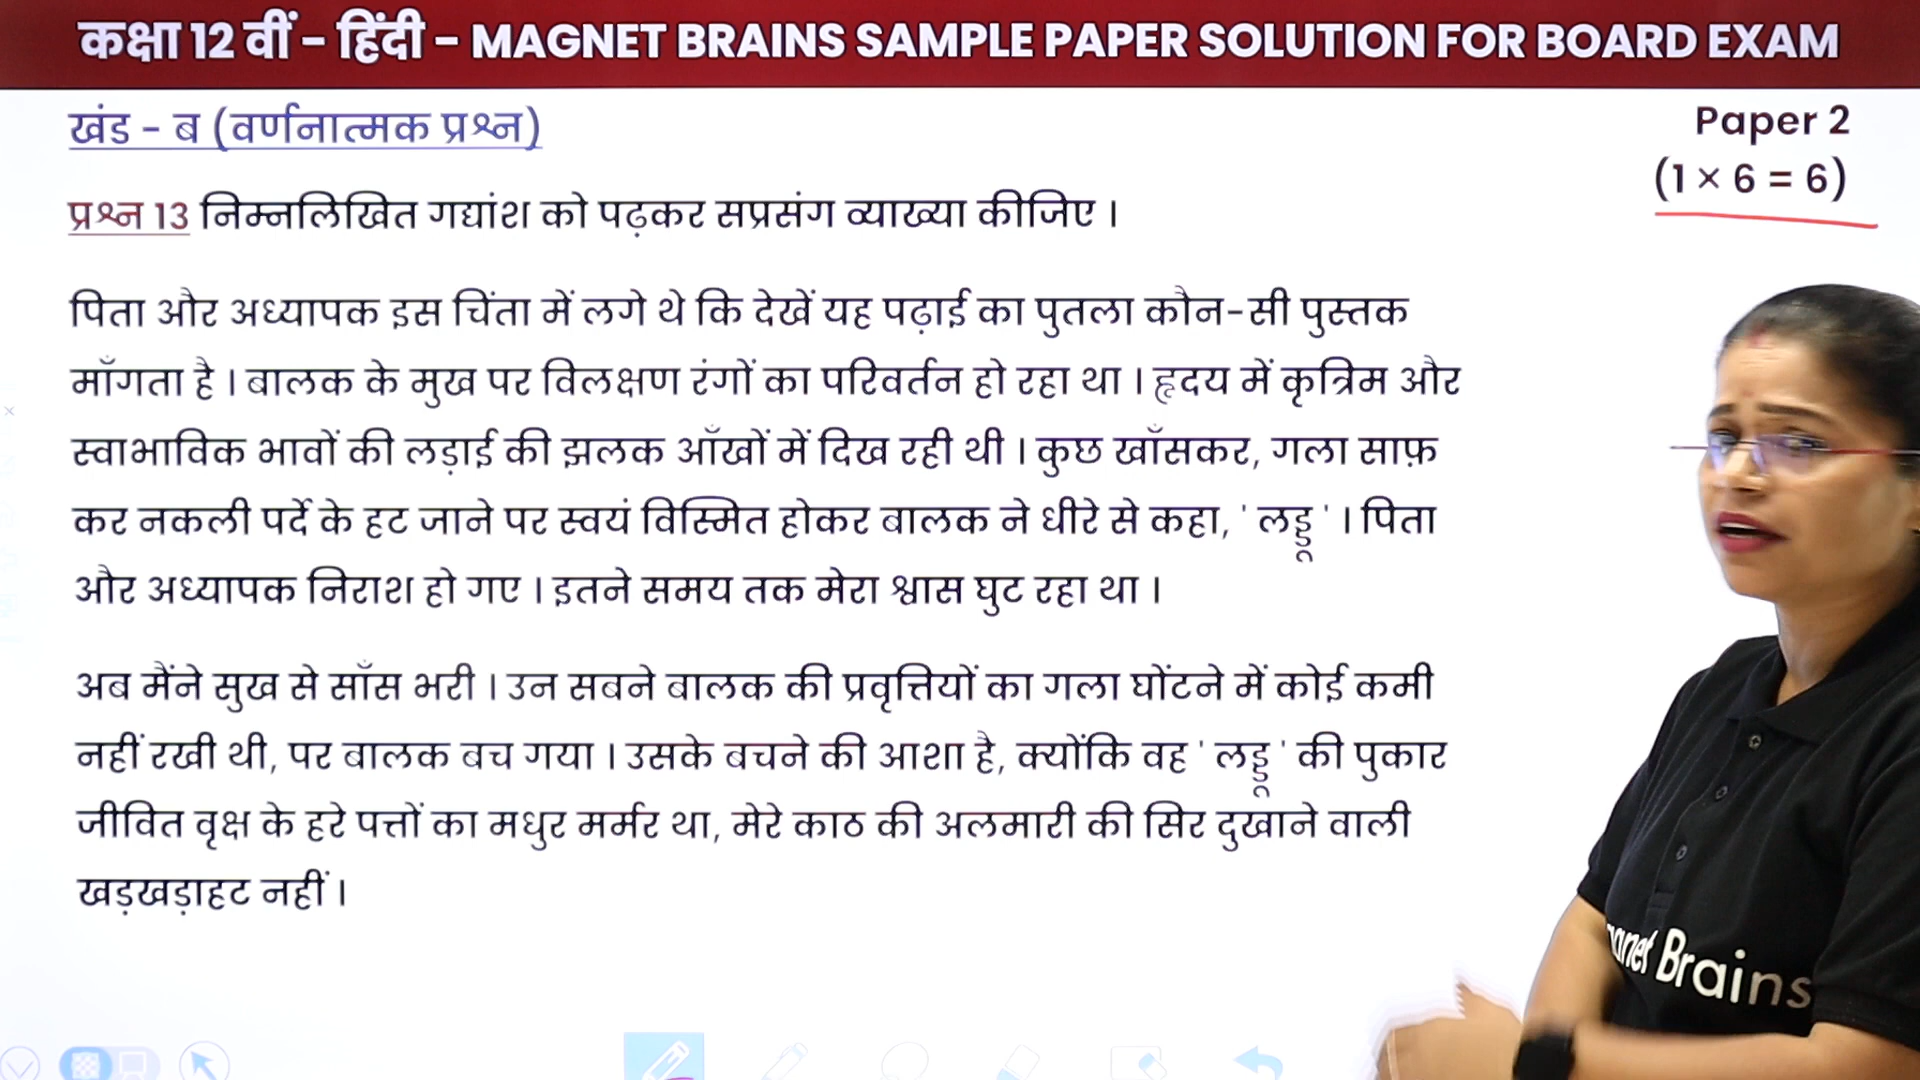 कक्षा 12 वीं – हिंदी – MAGNET BRAINS SAMPLE PAPER SOLUTION FOR BOARD EXAM
खंड - ब (वर्णनात्मक प्रश्न)
Paper 2
(1 × 6 = 6)
प्रश्न 13 निम्नलिखित गद्यांश को पढ़कर सप्रसंग व्याख्या कीजिए ।
पिता और अध्यापक इस चिंता में लगे थे कि देखें यह पढ़ाई का पुतला कौन-सी पुस्तक
माँगता है । बालक के मुख पर विलक्षण रंगों का परिवर्तन हो रहा था । हृदय में कृत्रिम और
स्वाभाविक भावों की लड़ाई की झलक आँखों में दिख रही थी । कुछ खाँसकर, गला साफ़
कर नकली पर्दे के हट जाने पर स्वयं विस्मित होकर बालक ने धीरे से कहा, ' लड्डू ' । पिता
और अध्यापक निराश हो गए । इतने समय तक मेरा श्वास घुट रहा था ।
अब मैंने सुख से साँस भरी । उन सबने बालक की प्रवृत्तियों का गला घोंटने में कोई कमी
नहीं रखी थी, पर बालक बच गया । उसके बचने की आशा है, क्योंकि वह ' लड्डू ' की पुकार
जीवित वृक्ष के हरे पत्तों का मधुर मर्मर था, मेरे काठ की अलमारी की सिर दुखाने वाली
खड़खड़ाहट नहीं ।
Brains